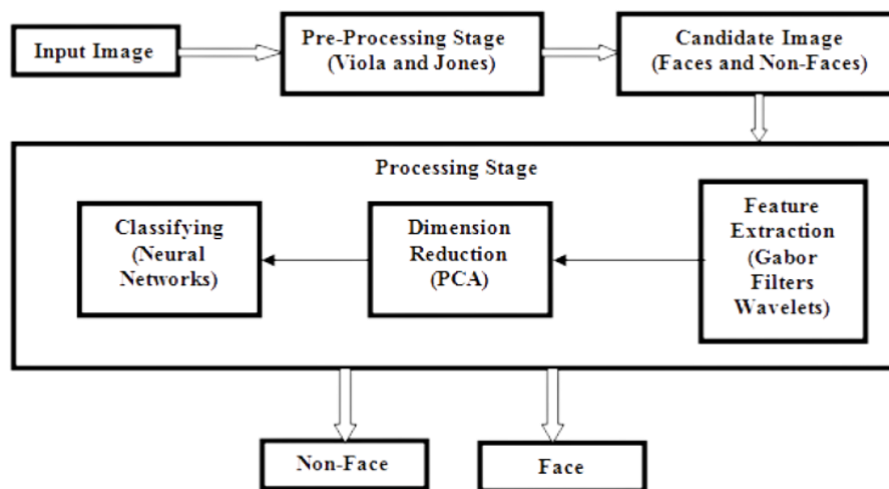 Input Image
Pre-Processing Stage
(Viola and Jones)
Candidate Image
(Faces and Non-Faces)
Processing Stage
Classifying
(Neural
Networks)
Dimension
Reduction
(PCA)
Feature
Extraction
(Gabor
Filters
Wavelets)
Non-Face
Face